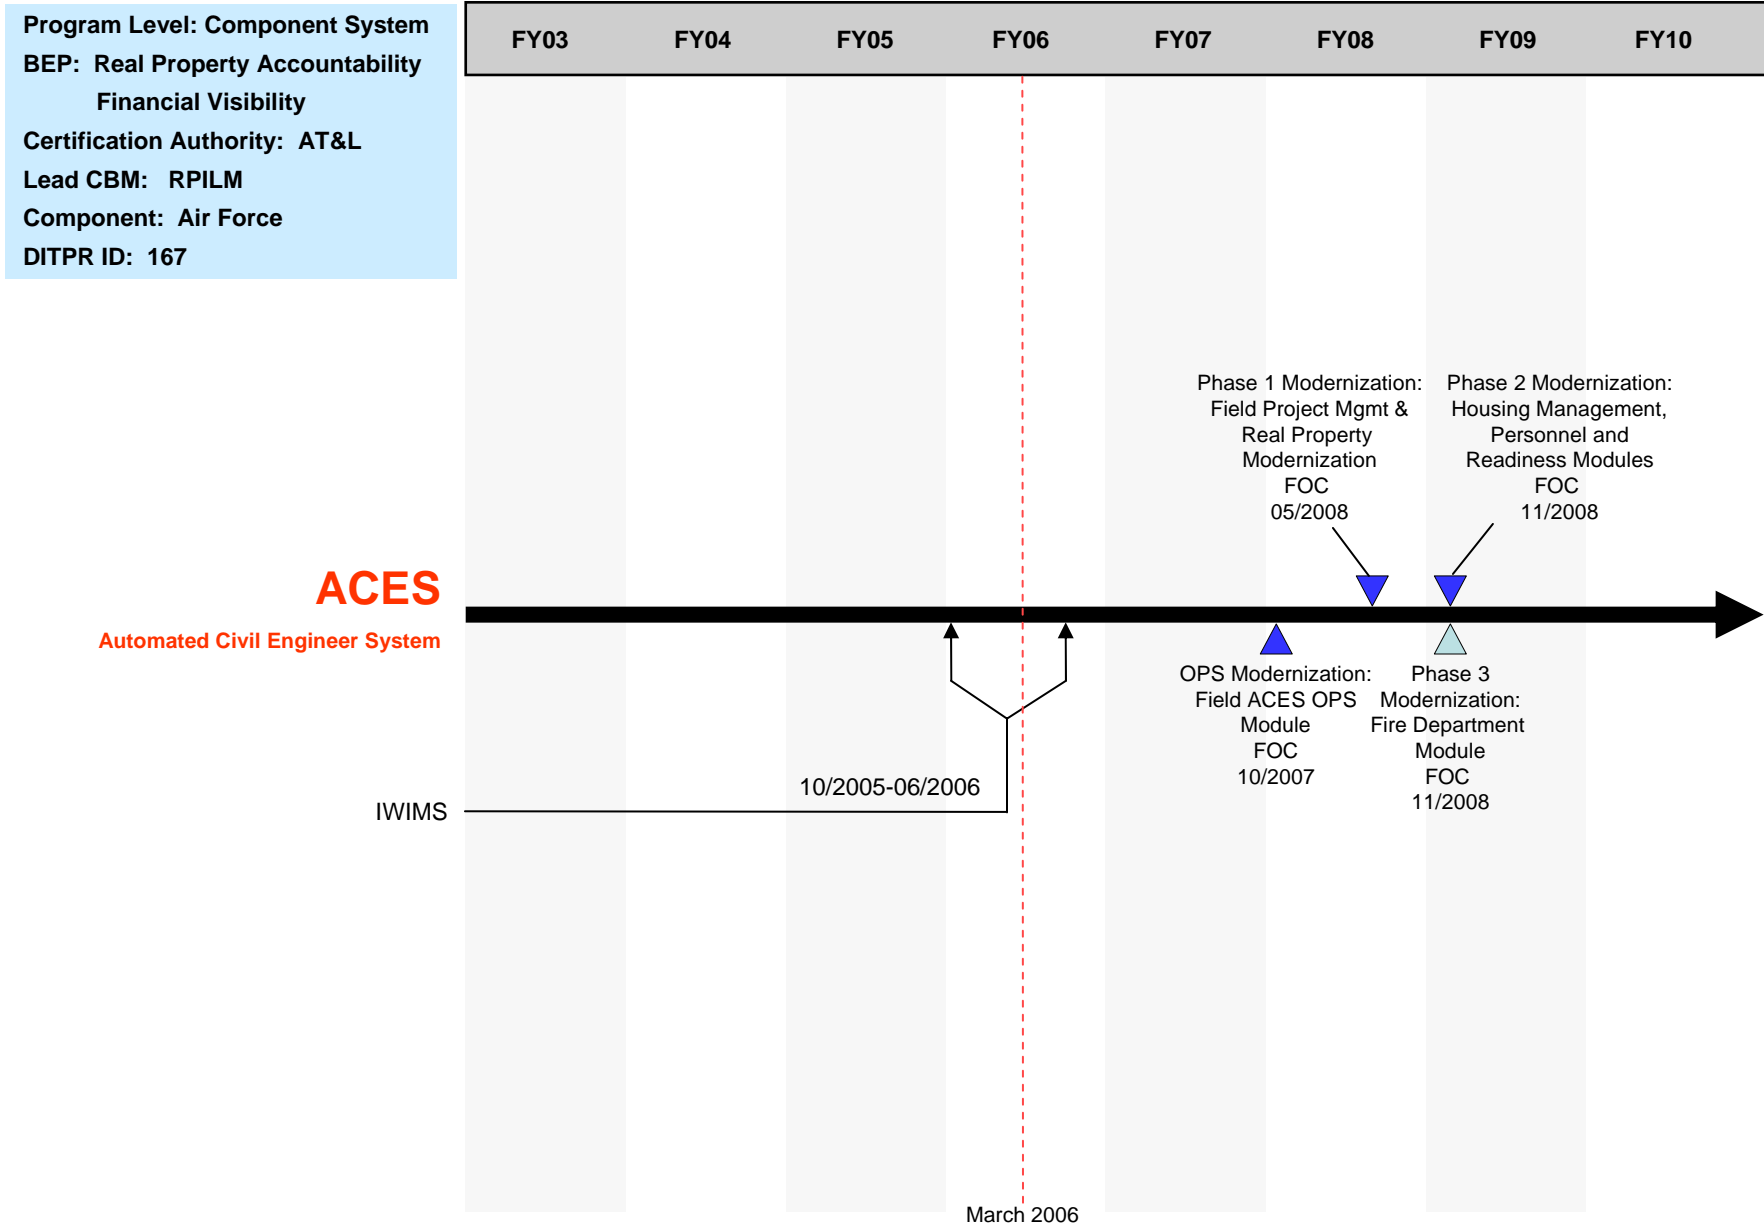 Program Level: Component System
BEP: Real Property Accountability
Financial Visibility
Certification Authority: AT&L
Lead CBM: RPILM
Component: Air Force
DITPR ID: 167
FY03 FY04 FY05 FY06 FY07 FY08 FY09 FY10
Phase 1 Modernization:
Field Project Mgmt &
Real Property
Modernization
FOC
05/2008
Phase 2 Modernization:
Housing Management,
Personnel and
Readiness Modules
FOC
11/2008
ACES
Automated Civil Engineer System
OPS Modernization:
Field ACES OPS
Module
FOC
10/2007
Phase 3
Modernization:
Fire Department
Module
FOC
11/2008
10/2005-06/2006
IWIMS
March 2006